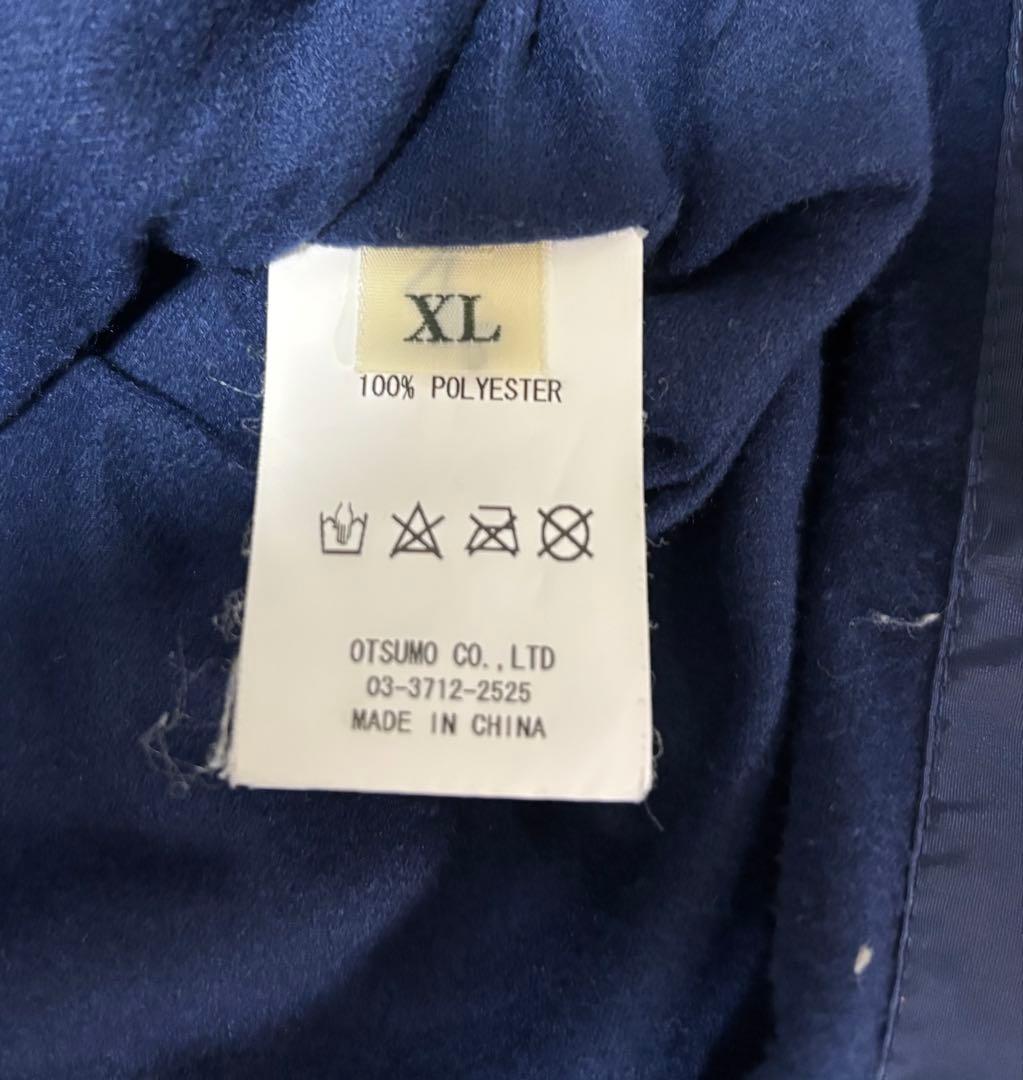 XL
100% POLYESTER
OTSUMO CO.,LTD
03-3712-2525
MADE IN CHINA